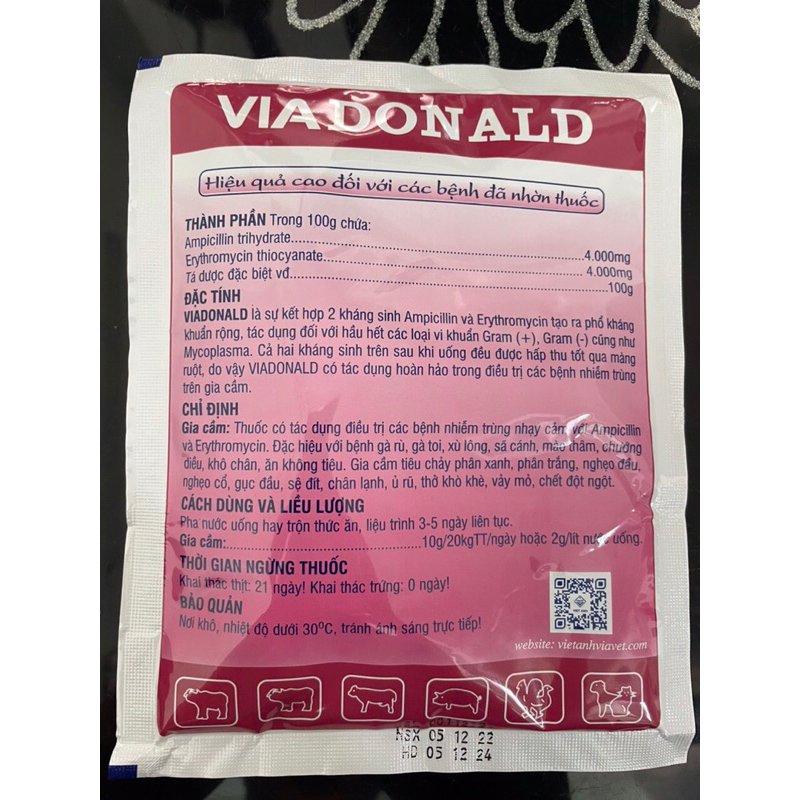 VIADONALD
Hiệu quả cao đối với các bệnh đã nhờn thuốc
THÀNH PHẦN Trong 100g chứa:
Ampicillin trihydrate........................................4.000mg
Erythromycin thiocyanate........................................4.000mg
Tá dược đặc biệt vđ........................................100g
ĐẶC TÍNH
VIADONALD là sự kết hợp 2 kháng sinh Ampicillin và Erythromycin tạo ra phổ kháng
khuẩn rộng, tác dụng đối với hầu hết các loại vi khuẩn Gram (+), Gram (-) cũng như
Mycoplasma. Cả hai kháng sinh trên sau khi uống đều được hấp thu tốt qua màng
ruột, do vậy VIADONALD có tác dụng hoàn hảo trong điều trị các bệnh nhiễm trùng
trên gia cầm.
CHỈ ĐỊNH
Gia cầm: Thuốc có tác dụng điều trị các bệnh nhiễm trùng nhạy cảm với Ampicillin
và Erythromycin. Đặc hiệu với bệnh gà rù, gà toi, xù lông, sã cánh, mào thâm, chướng
diều, khô chân, ăn không tiêu. Gia cầm tiêu chảy phân xanh, phân trắng, nghẹo đầu,
nghẹo cổ, gục đầu, sệ đít, chân lạnh, ủ rũ, thở khò khè, vảy mỏ, chết đột ngột.
CÁCH DÙNG VÀ LIỀU LƯỢNG
Pha nước uống hay trộn thức ăn, liệu trình 3-5 ngày liên tục.
Gia cầm:........................................10g/20kgTT/ngày hoặc 2g/lít nước uống.
THỜI GIAN NGỪNG THUỐC
Khai thác thịt: 21 ngày! Khai thác trứng: 0 ngày!
BẢO QUẢN
Nơi khô, nhiệt độ dưới 30ºC, tránh ánh sáng trực tiếp!
website: vietanhviavet.com
NSX 05 12 22
HD 05 12 24